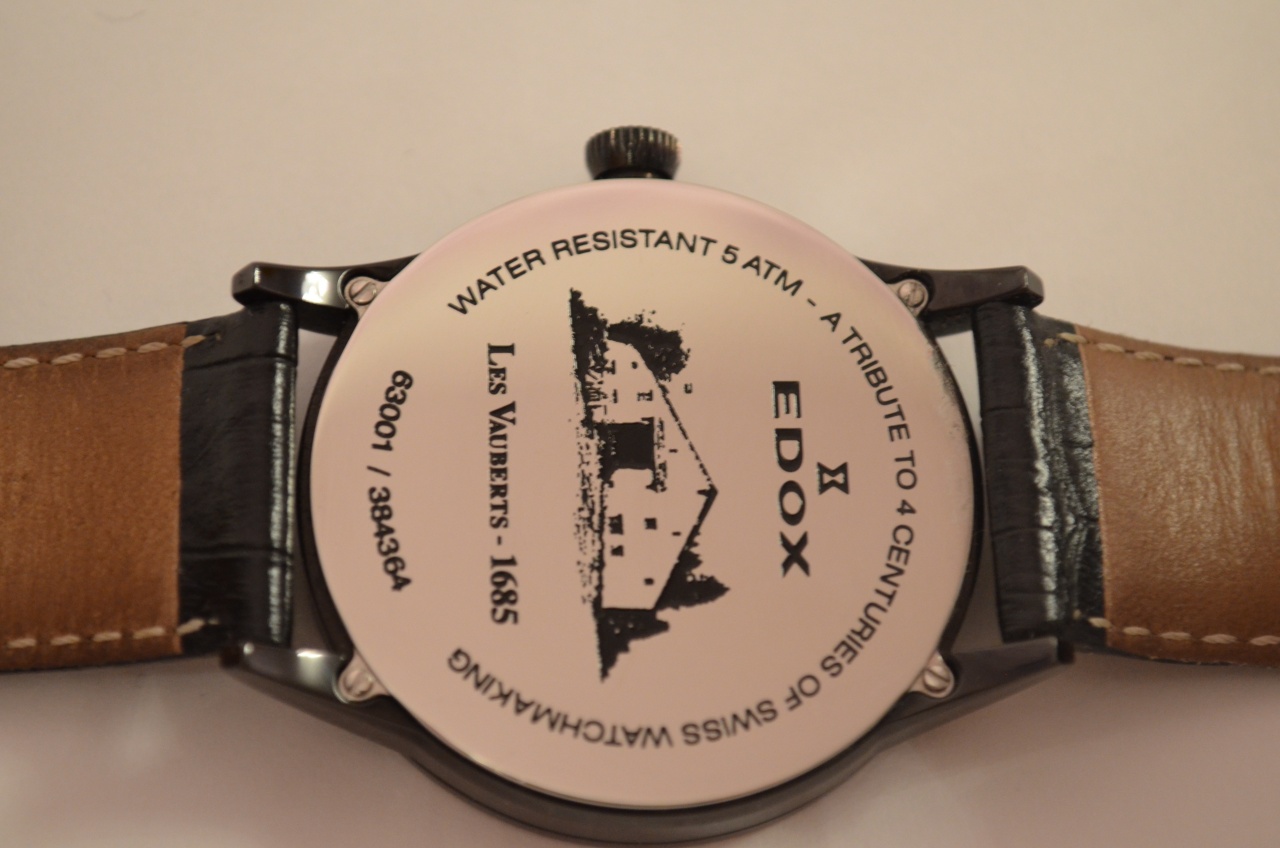 WATER RESISTANT 5 ATM - A TRIBUTE TO 4 CENTURIES OF SWISS WATCHMAKING
EDOX
LES VAUBERTS - 1685
63001 / 384364